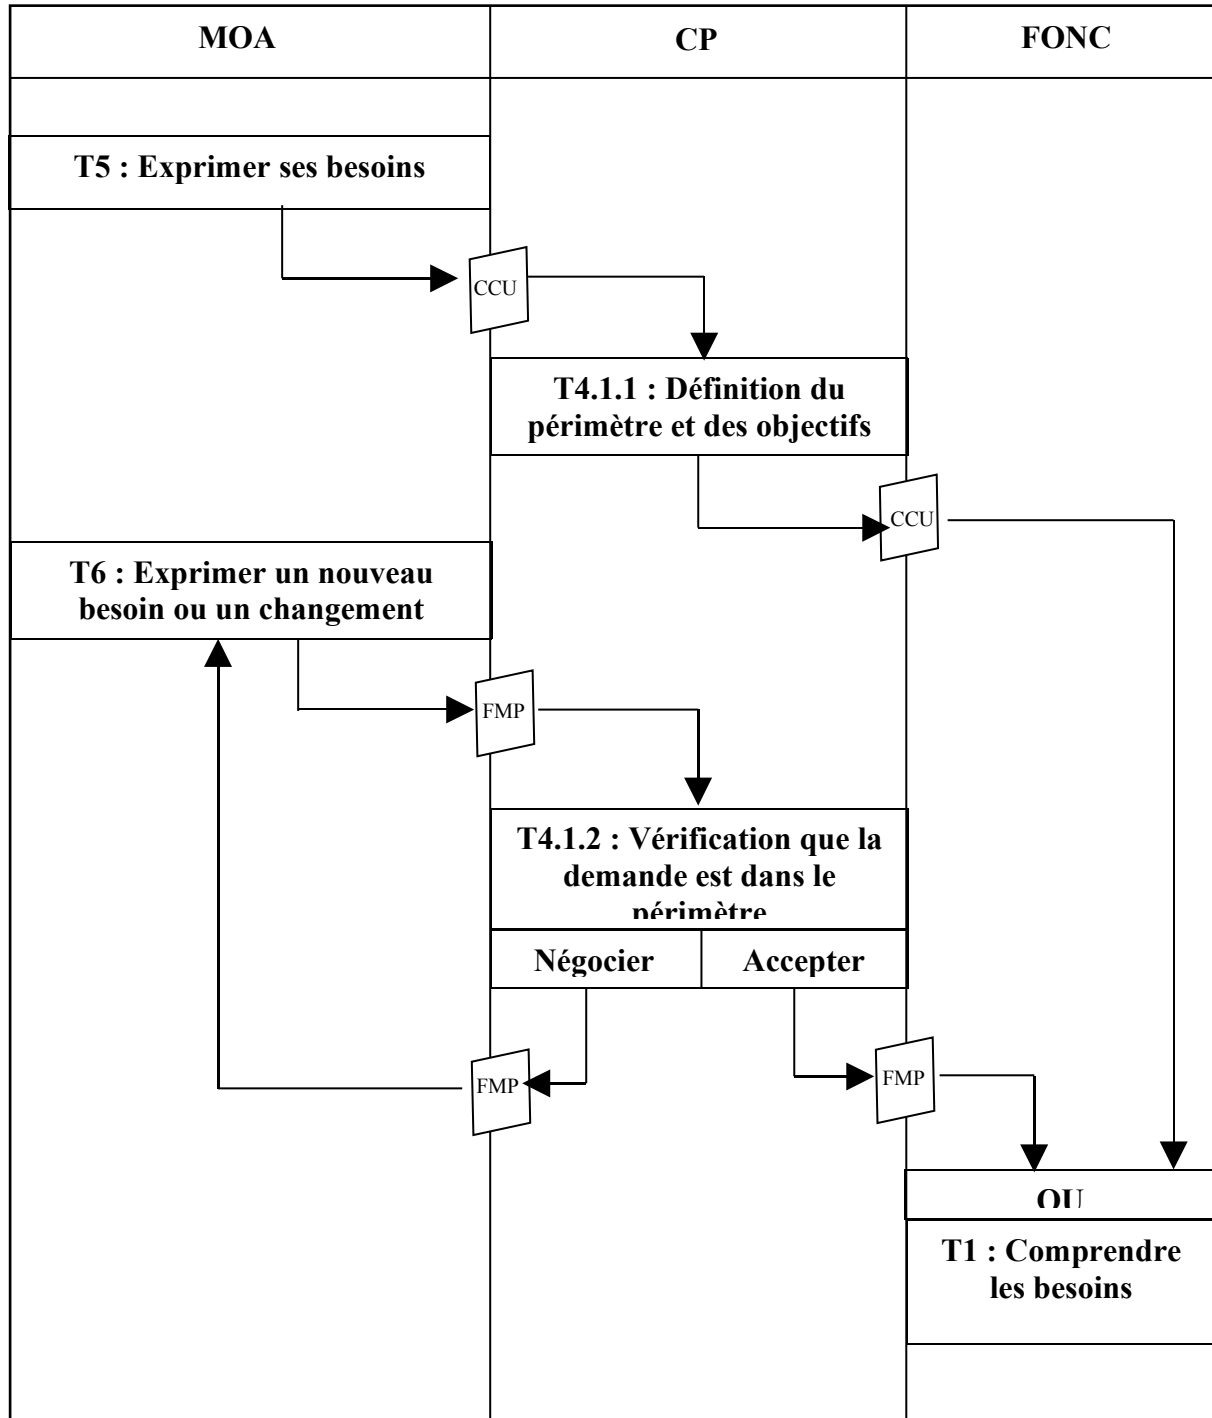 MOA
CP
FONC
T5 : Exprimer ses besoins
CCU
T4.1.1 : Définition du
périmètre et des objectifs
CCU
T6 : Exprimer un nouveau
besoin ou un changement
FMP
T4.1.2 : Vérification que la
demande est dans le
périmètre
Négocier
Accepter
FMP
FMP
OU
T1 : Comprendre
les besoins